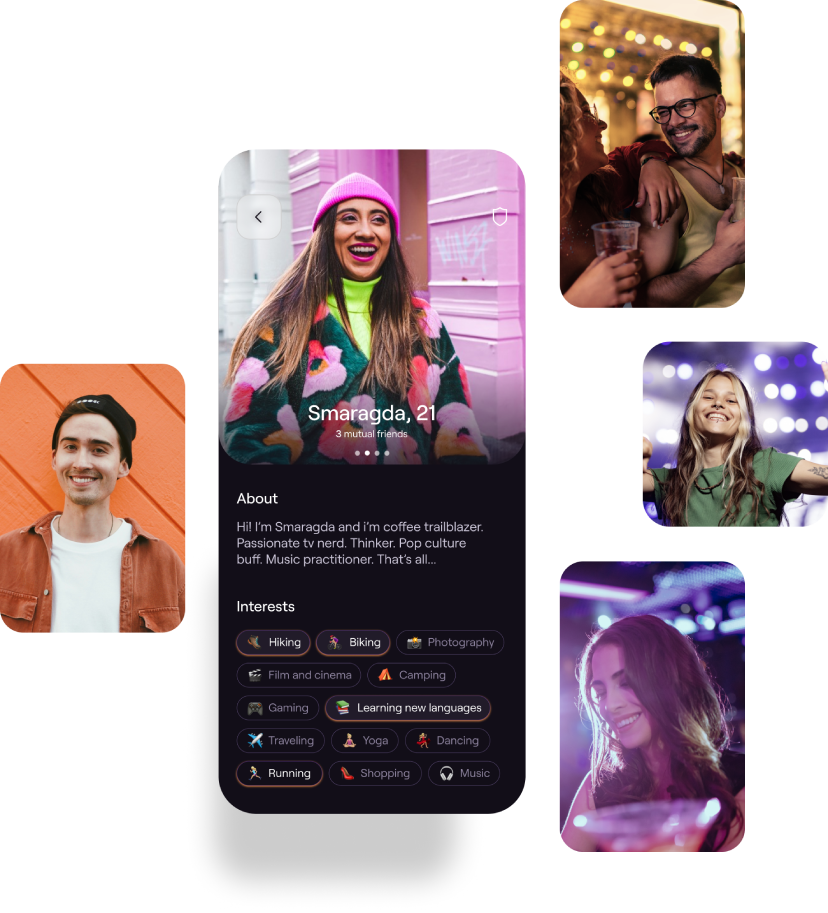 Smaragda, 21
3 mutual friends
About
Hi! I'm Smaragda and i'm coffee trailblazer.
Passionate tv nerd. Thinker. Pop culture
buff. Music practitioner. That's all...
Interests
Hiking Biking Photography
Film and cinema Camping
Gaming Learning new languages
Traveling Yoga Dancing
Running Shopping Music